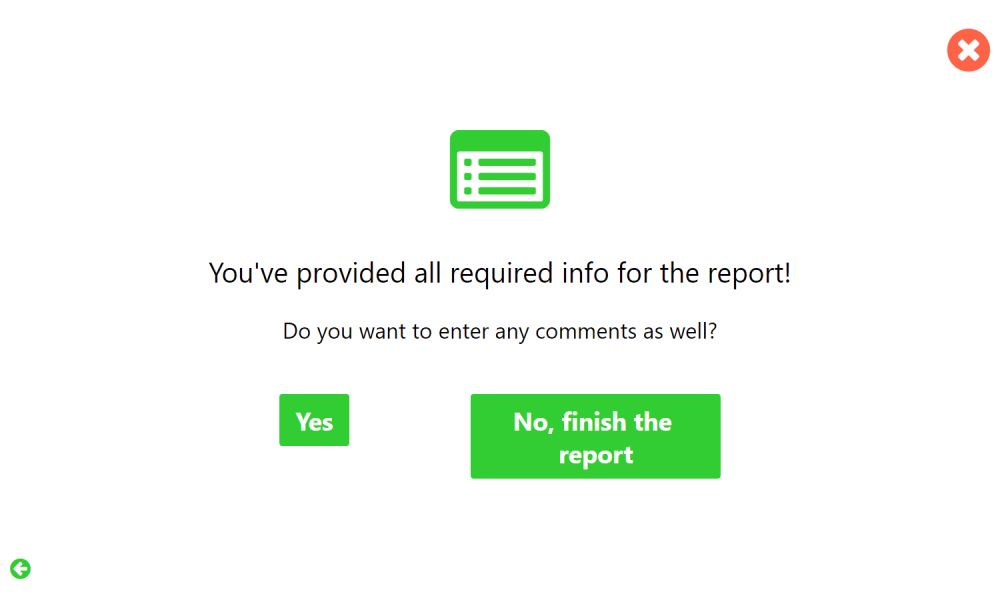 You've provided all required info for the report!
Do you want to enter any comments as well?
Yes
No, finish the
report